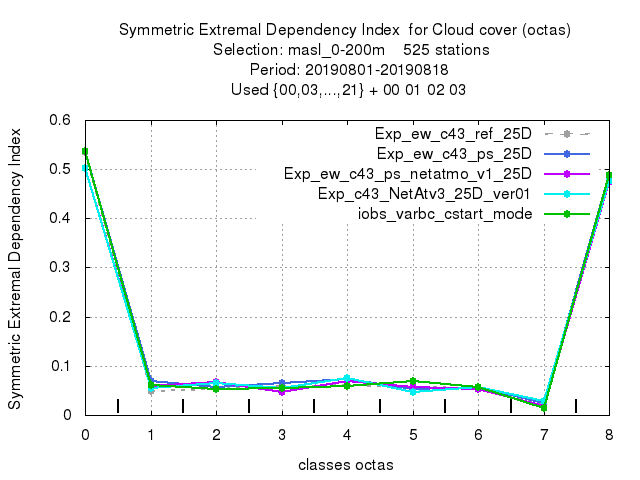 Symmetric Extremal Dependency Index  for Cloud cover (octas)
Selection: masl_0-200m    525 stations
Period: 20190801-20190818
Used {00,03,...,21} + 00 01 02 03
Exp_ew_c43_ref_25D
Exp_ew_c43_ps_25D
Exp_ew_c43_ps_netatmo_v1_25D
Exp_c43_NetAtv3_25D_ver01
iobs_varbc_cstart_mode
Symmetric Extremal Dependency Index
0.6
0.5
0.4
0.3
0.2
0.1
0
0 1 2 3 4 5 6 7 8
classes octas